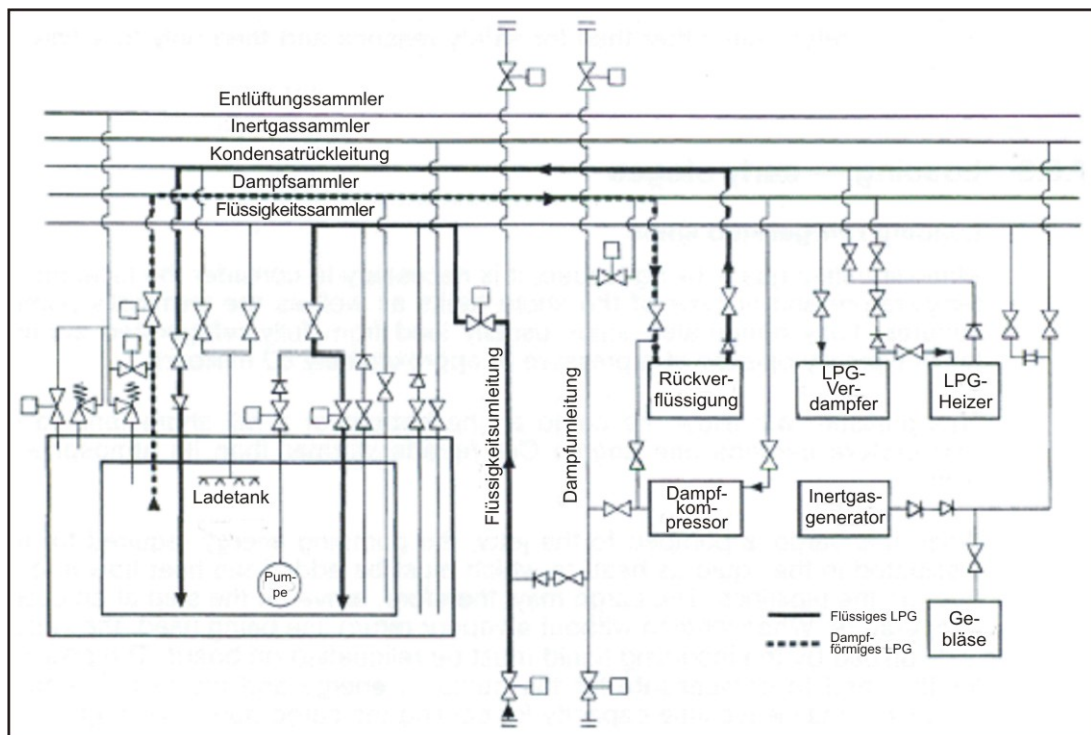 Entlüftungssammler
Inertgassammler
Kondensatrückleitung
Dampfsammler
Flüssigkeitssammler
Flüssigkeitsumleitung
Dampfumleitung
Rückver-
flüssigung
LPG-
Ver-
dampfer
LPG-
Heizer
Ladetank
Dampf-
kom-
pressor
Inertgas-
generator
Pum-
pe
Ge-
bläse
Flüssiges LPG
Dampf-
förmiges LPG